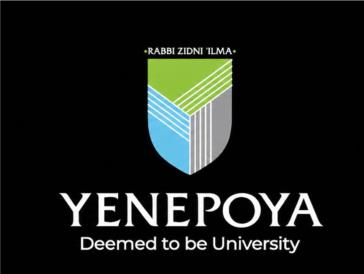 •RABBI ZIDNI 'ILMA•
YENEPOYA
Deemed to be University